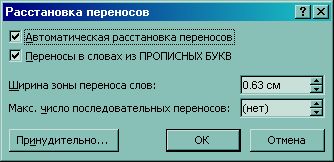 Расстановка переносов
Автоматическая расстановка переносов
Переносы в словах из ПРОПИСНЫХ БУКВ
Ширина зоны переноса слов: 0.63 см
Макс. число последовательных переносов: (нет)
Принудительно... ОК Отмена